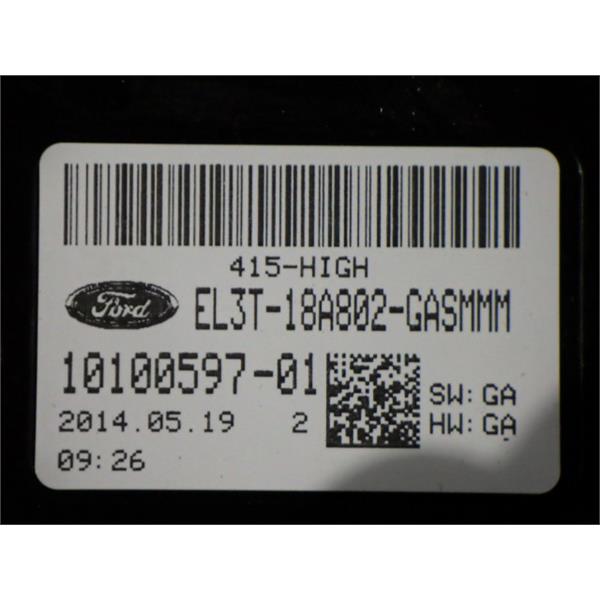 415-HIGH
Ford EL3T-18A802-GASMMM
10100597-01
SW:GA
2014.05.19 2 HW:GA
09:26